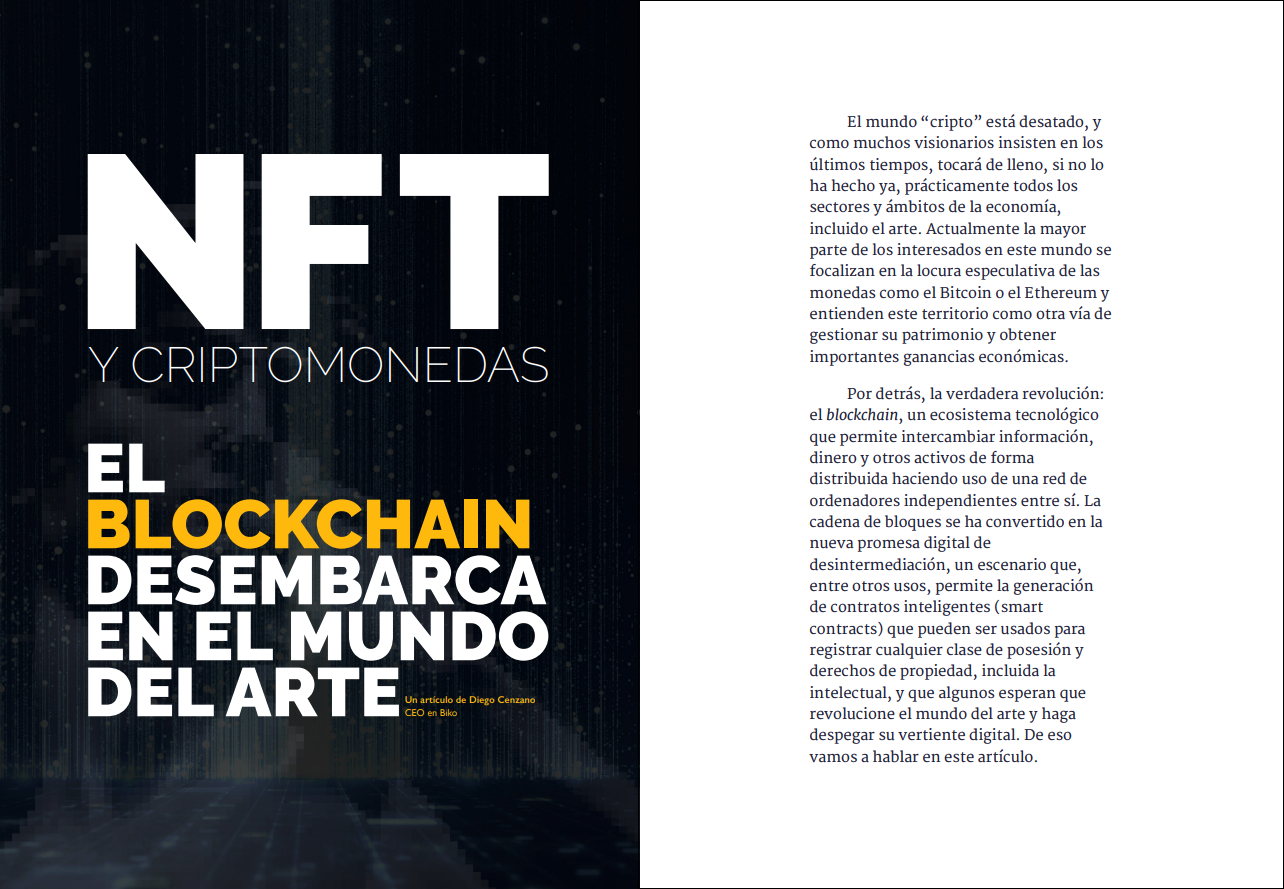 NFT
Y CRIPTOMONEDAS
EL
BLOCKCHAIN
DESEMBARCA
EN EL MUNDO
DEL ARTE
Un artículo de Diego Cenzano
CEO en Biko
El mundo “cripto” está desatado, y
como muchos visionarios insisten en los
últimos tiempos, tocará de lleno, si no lo
ha hecho ya, prácticamente todos los
sectores y ámbitos de la economía,
incluido el arte. Actualmente la mayor
parte de los interesados en este mundo se
focalizan en la locura especulativa de las
monedas como el Bitcoin o el Ethereum y
entienden este territorio como otra vía de
gestionar su patrimonio y obtener
importantes ganancias económicas.
Por detrás, la verdadera revolución:
el blockchain, un ecosistema tecnológico
que permite intercambiar información,
dinero y otros activos de forma
distribuida haciendo uso de una red de
ordenadores independientes entre sí. La
cadena de bloques se ha convertido en la
nueva promesa digital de
desintermediación, un escenario que,
entre otros usos, permite la generación
de contratos inteligentes (smart
contracts) que pueden ser usados para
registrar cualquier clase de posesión y
derechos de propiedad, incluida la
intelectual, y que algunos esperan que
revolucione el mundo del arte y haga
despegar su vertiente digital. De eso
vamos a hablar en este artículo.